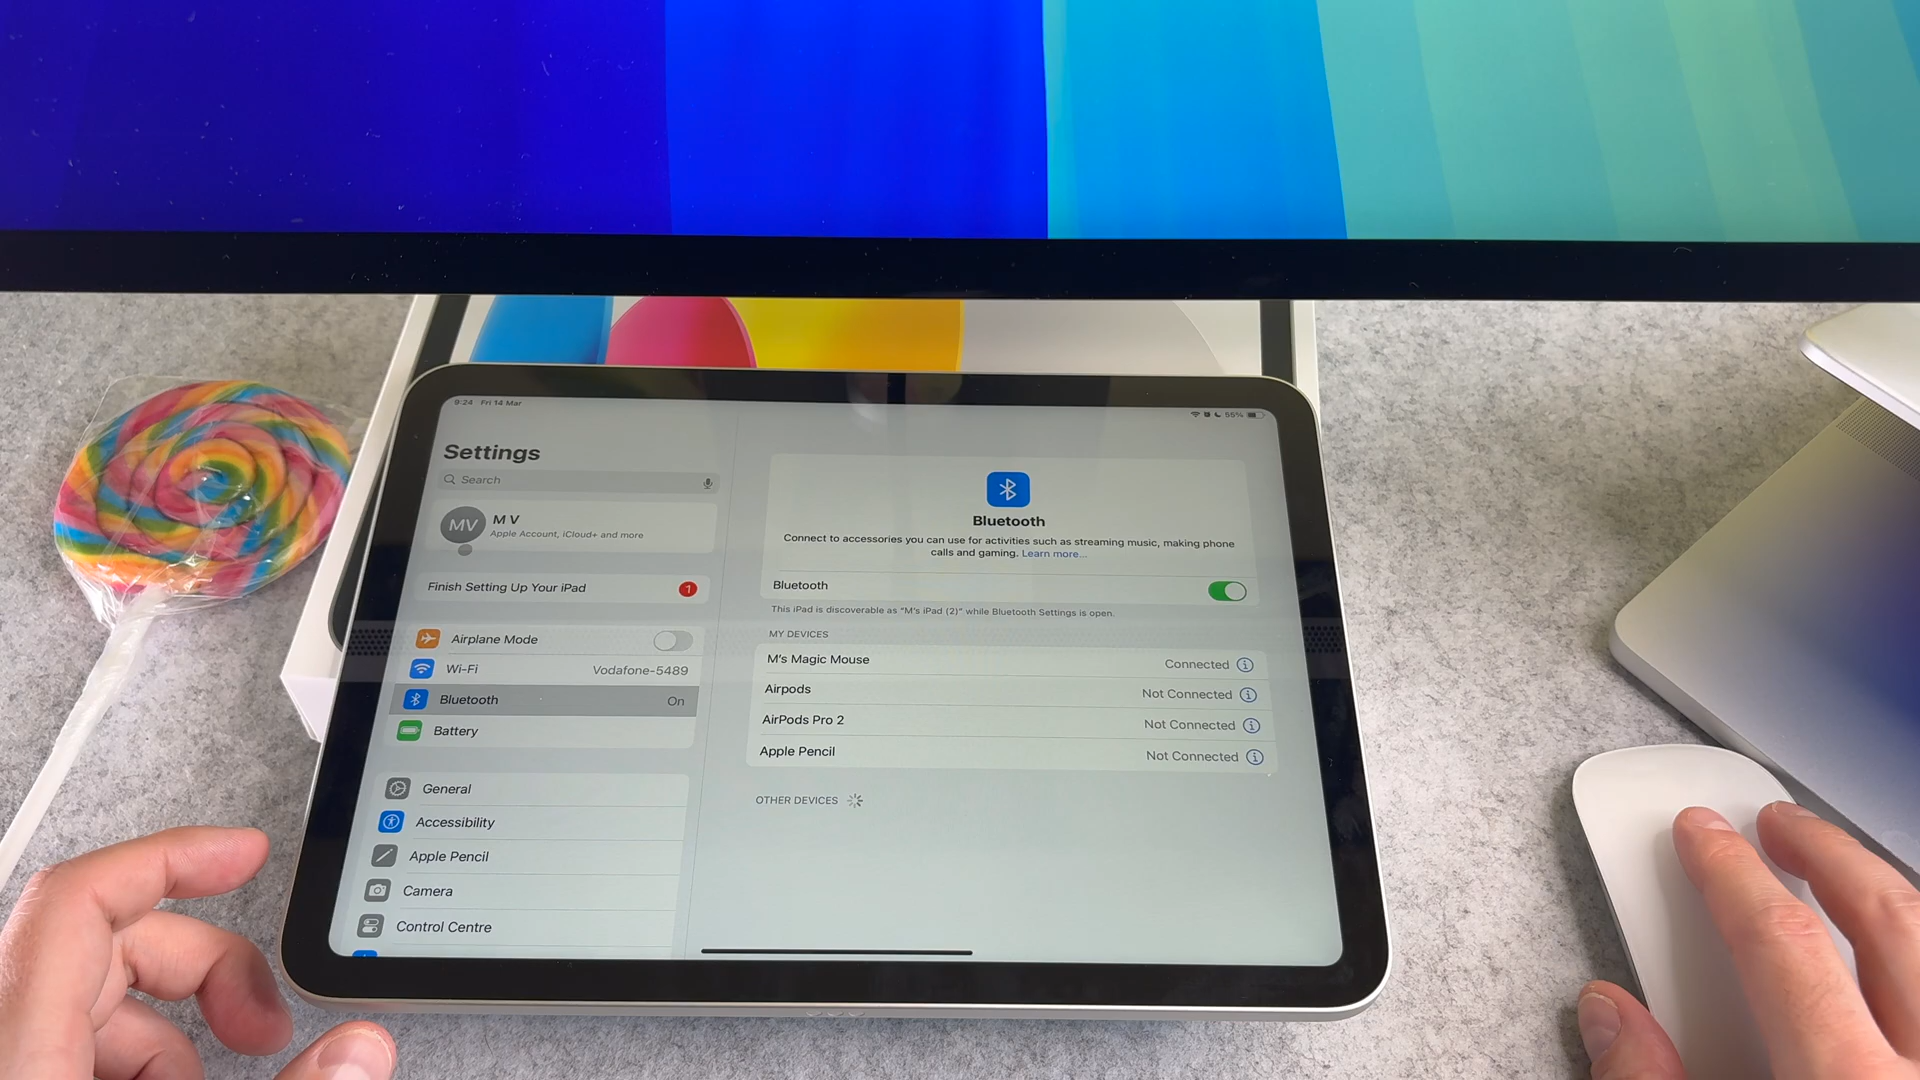 9:24 Fri 14 Mar
55%
Settings
Search
MV
M V
Apple Account, iCloud+ and more
Finish Setting Up Your iPad
1
Airplane Mode
Wi-Fi Vodafone-5489
Bluetooth On
Battery
General
Accessibility
Apple Pencil
Camera
Control Centre
Bluetooth
Connect to accessories you can use for activities such as streaming music, making phone
calls and gaming. Learn more...
Bluetooth
This iPad is discoverable as “M's iPad (2)” while Bluetooth Settings is open.
MY DEVICES
M's Magic Mouse Connected
Airpods Not Connected
AirPods Pro 2 Not Connected
Apple Pencil Not Connected
OTHER DEVICES